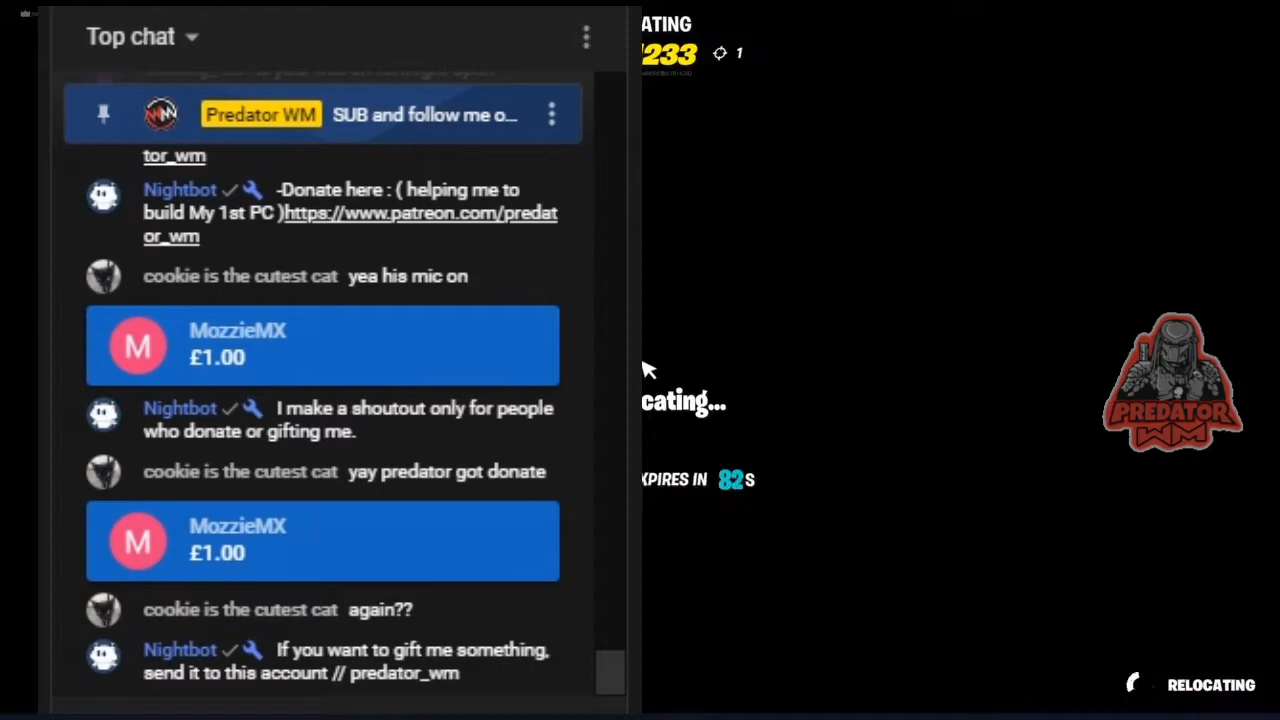 Top chat
Predator WM SUB and follow me o...
tor_wm
Nightbot -Donate here : ( helping me to
build My 1st PC )https://www.patreon.com/predat
or_wm
cookie is the cutest cat yea his mic on
M MozzieMX
£1.00
Nightbot I make a shoutout only for people
who donate or gifting me.
cookie is the cutest cat yay predator got donate
M MozzieMX
£1.00
cookie is the cutest cat again??
Nightbot If you want to gift me something,
send it to this account // predator_wm
ATING
233 1
cating...
XPIRES IN 82s
PREDATOR
WM
RELOCATING